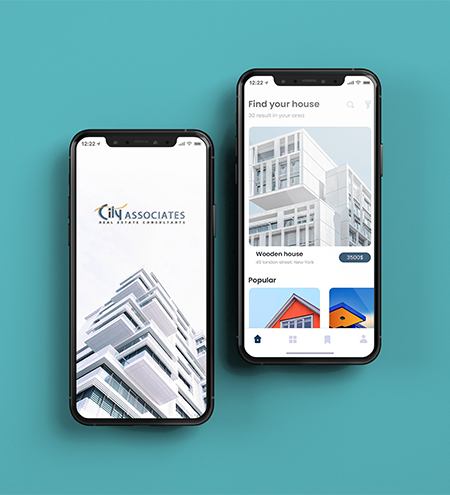 12:22
City ASSOCIATES
REAL ESTATE CONSULTANTS
12:22
Find your house
30 result in your area
Wooden house
45 london street, New York
3500$
Popular